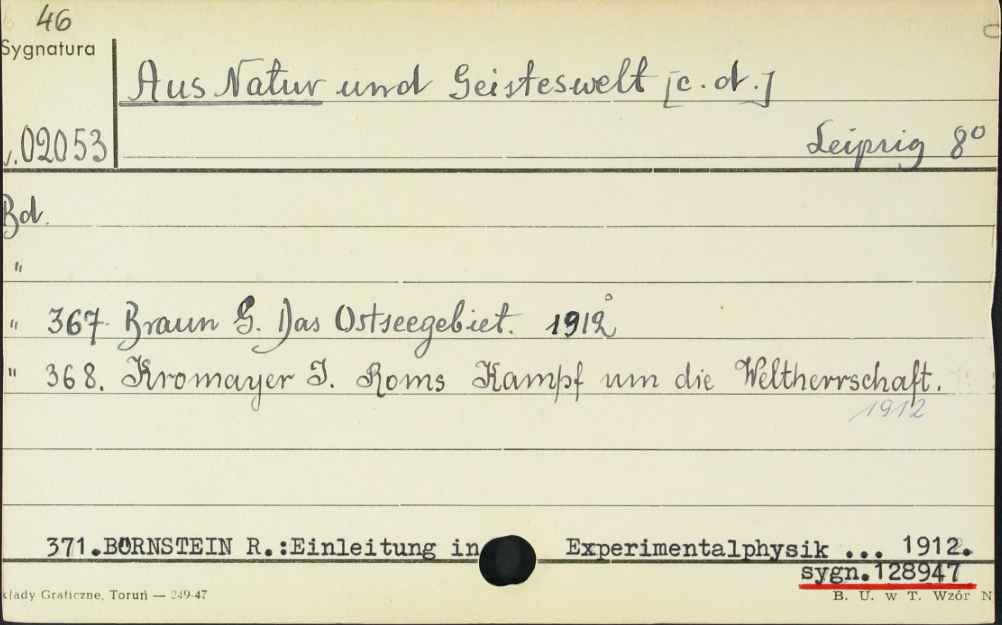 46
Sygnatura
Aus Natur und Geisteswelt [c.d.]
02053
Leipzig 8°
Bd.
"
" 367. Braun G. Das Ostseegebiet. 1912
" 368. Kromayer J. Roms Kampf um die Weltherrschaft.
1912
371.BORNSTEIN R.:Einleitung in Experimentalphysik ... 1912.
sygn.128947
kłady Graficzne, Toruń — 249-47
B. U. w T. Wzór N